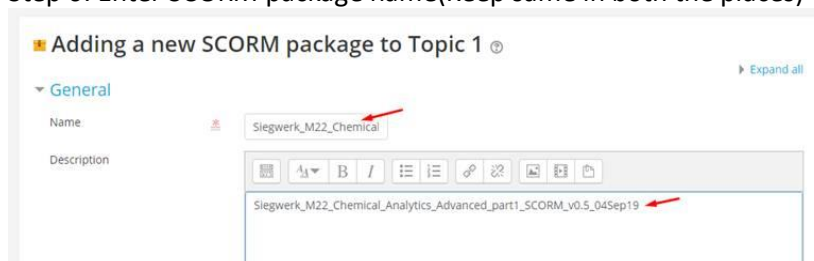 Step Enter SCORM package name(Keep same in both the places)
Adding a new SCORM package to Topic 1
Expand all
General
Name
Siegwerk_M22_Chemical
Description
B I
Siegwerk_M22_Chemical_Analytics_Advanced_part1_SCORM_v0.5_04Sep19